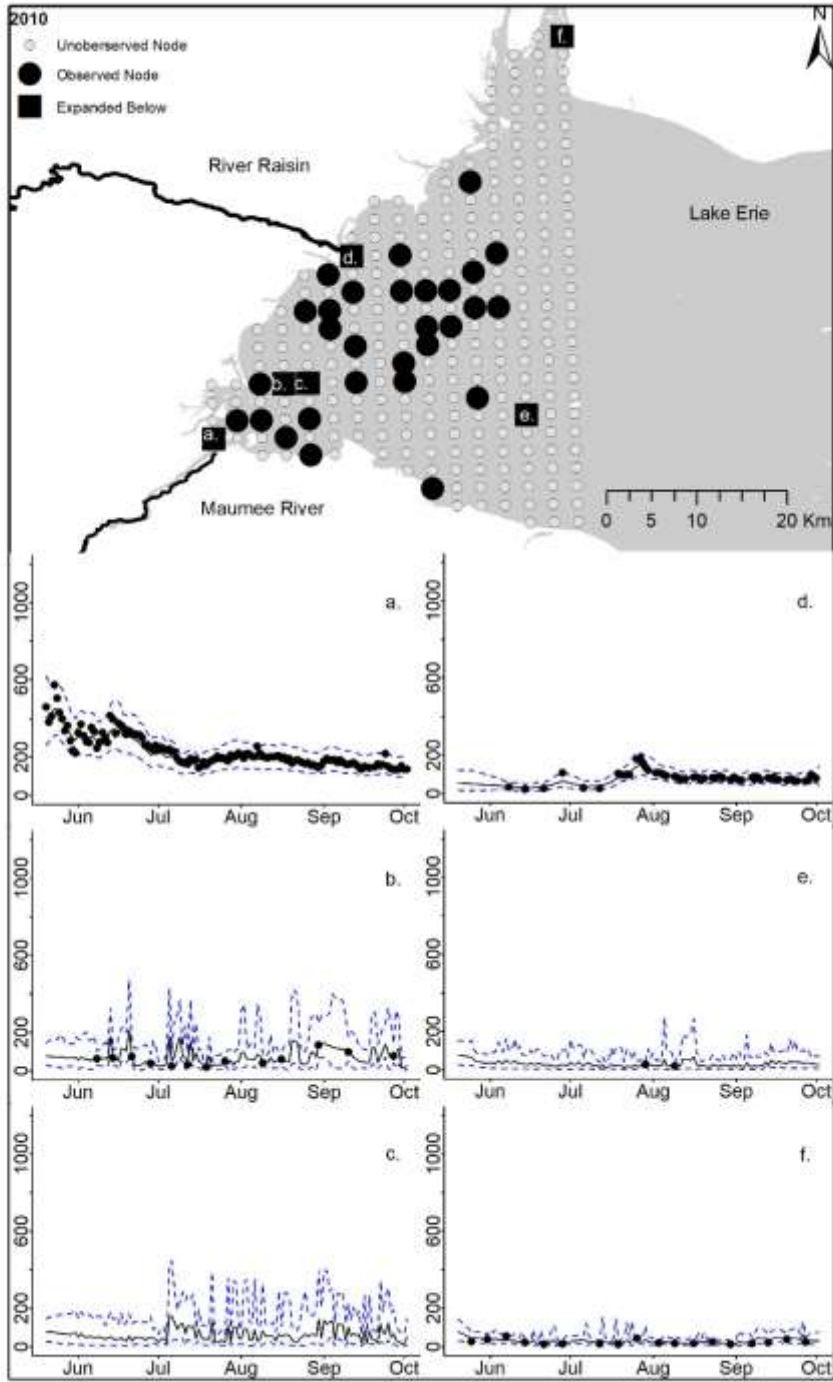 2010
N
f.
Unoberserved Node
Observed Node
Expanded Below
River Raisin
Lake Erie
d.
b. c.
e.
a.
Maumee River
0 5 10 20 Km
a.
0 200 600 1000
Jun Jul Aug Sep Oct
d.
0 200 600 1000
Jun Jul Aug Sep Oct
b.
0 200 600 1000
Jun Jul Aug Sep Oct
e.
0 200 600 1000
Jun Jul Aug Sep Oct
c.
0 200 600 1000
Jun Jul Aug Sep Oct
f.
0 200 600 1000
Jun Jul Aug Sep Oct